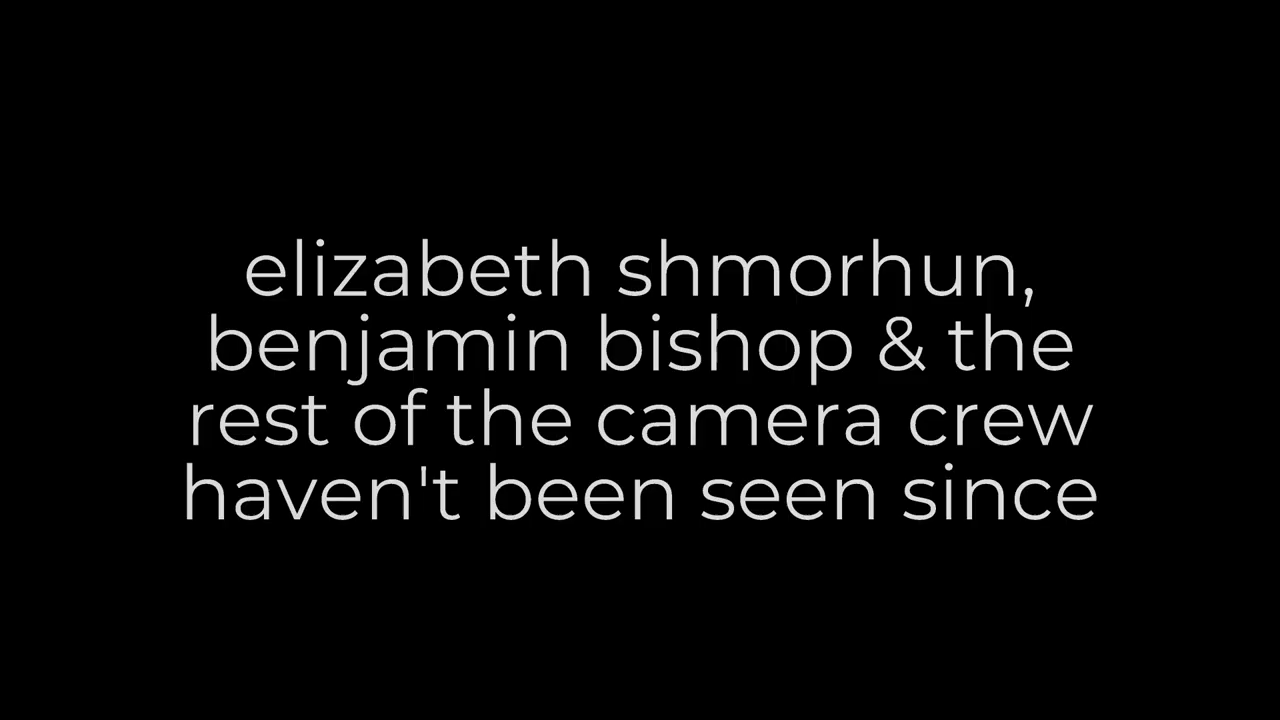 elizabeth shmorhun,
benjamin bishop & the
rest of the camera crew
haven't been seen since